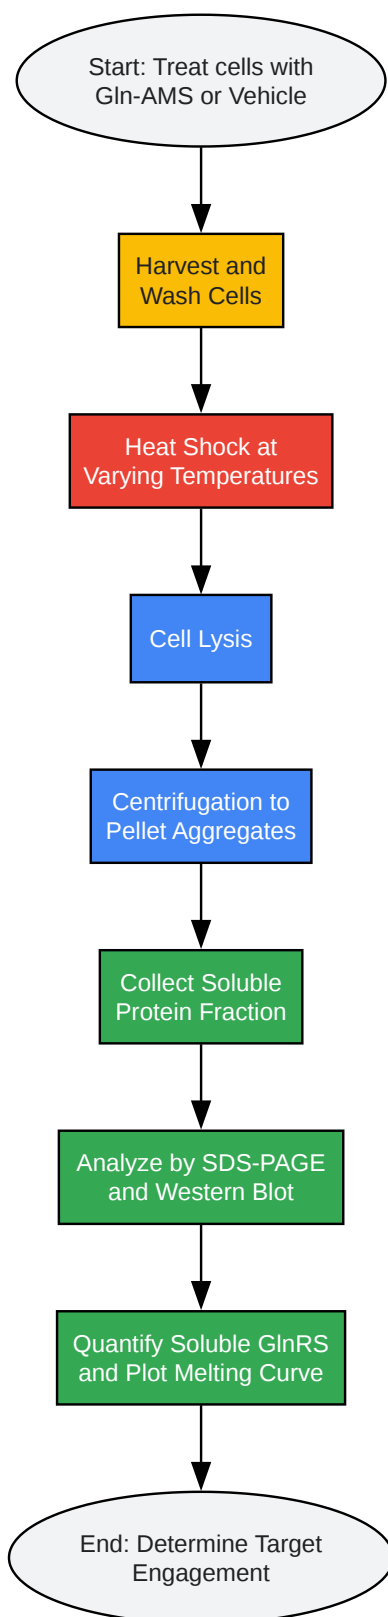 Start: Treat cells with
Gln-AMS or Vehicle
Harvest and
Wash Cells
Heat Shock at
Varying Temperatures
Cell Lysis
Centrifugation to
Pellet Aggregates
Collect Soluble
Protein Fraction
Analyze by SDS-PAGE
and Western Blot
Quantify Soluble GlnRS
and Plot Melting Curve
End: Determine Target
Engagement